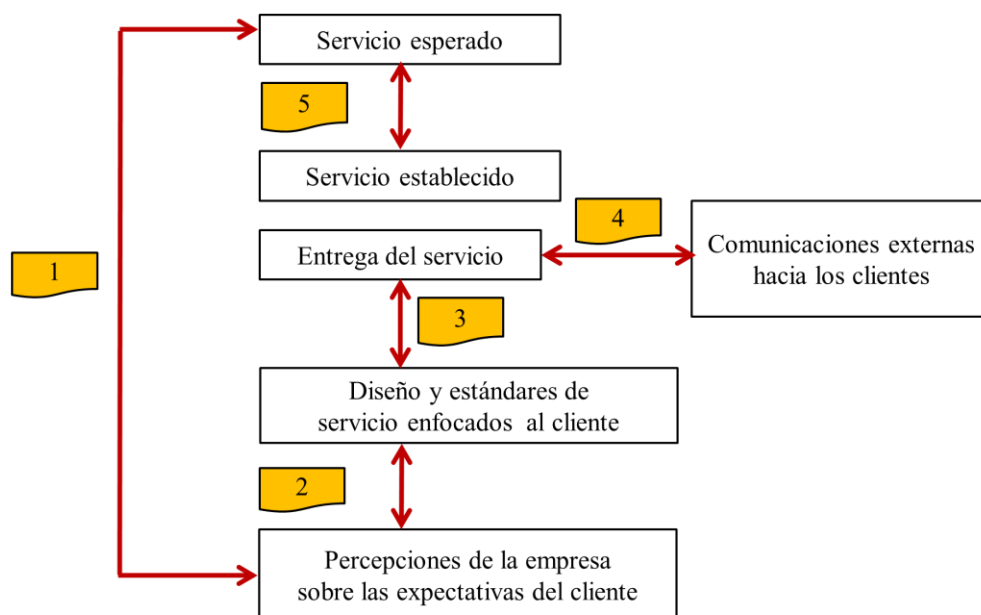 Servicio esperado
5
Servicio establecido
4
Entrega del servicio
Comunicaciones externas
hacia los clientes
1
3
Diseño y estándares de
servicio enfocados al cliente
2
Percepciones de la empresa
sobre las expectativas del cliente